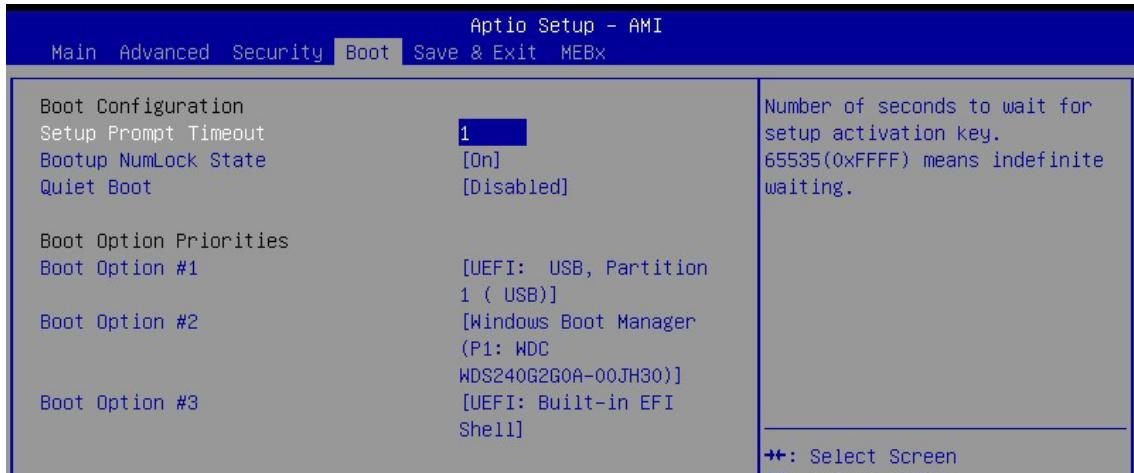 Aptio Setup – AMI
Main Advanced Security Boot Save & Exit MEBx
Boot Configuration
Setup Prompt Timeout 1
Bootup NumLock State [On]
Quiet Boot [Disabled]
Boot Option Priorities
Boot Option #1 [UEFI: USB, Partition
1 ( USB)]
Boot Option #2 [Windows Boot Manager
(P1: WDC
WDS240G2G0A-00JH30)]
Boot Option #3 [UEFI: Built-in EFI
Shell]
Number of seconds to wait for
setup activation key.
65535(0xFFFF) means indefinite
waiting.
→←: Select Screen